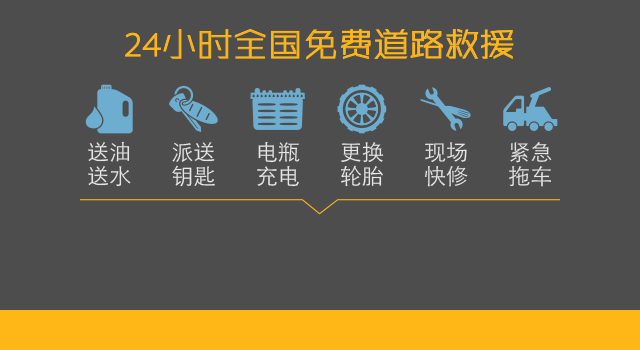 24小时全国免费道路救援
送油 派送 电瓶 更换 现场 紧急
送水 钥匙 充电 轮胎 快修 拖车